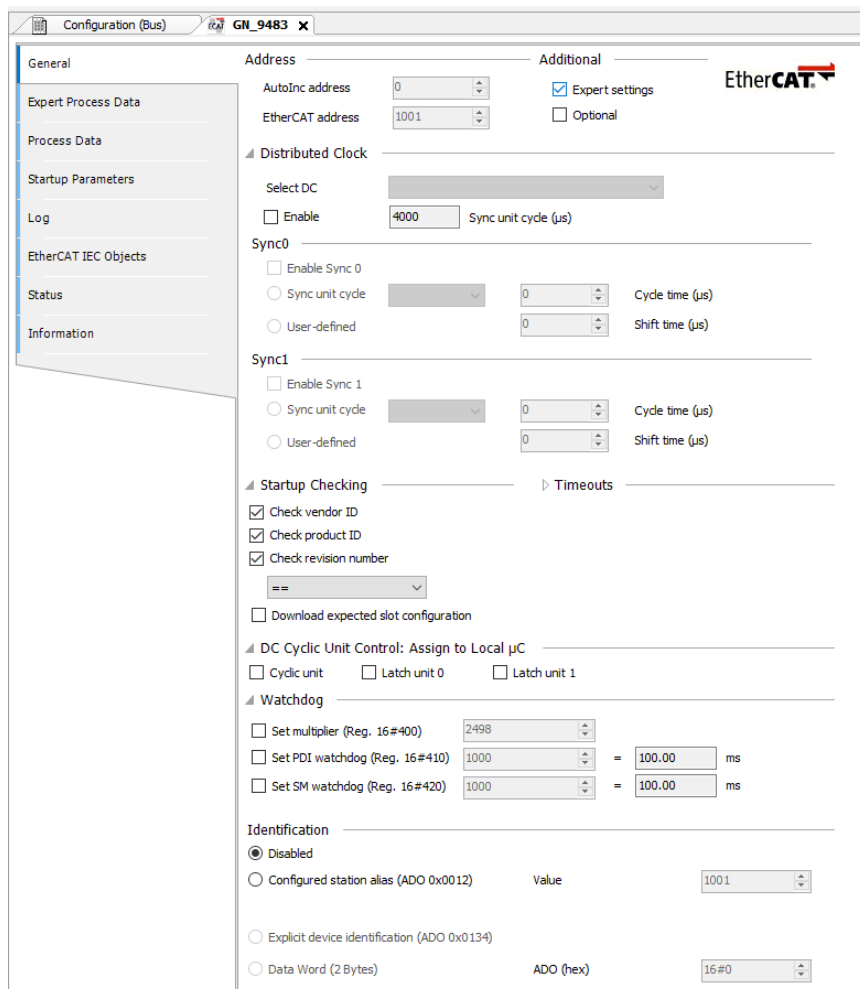 Configuration (Bus)
GN_9483
General
Expert Process Data
Process Data
Startup Parameters
Log
EtherCAT IEC Objects
Status
Information
Address
Additional
EtherCAT.
AutoInc address 0
Expert settings
EtherCAT address 1001
Optional
Distributed Clock
Select DC
Enable 4000 Sync unit cycle (µs)
Sync0
Enable Sync 0
Sync unit cycle 0 Cycle time (µs)
User-defined 0 Shift time (µs)
Sync1
Enable Sync 1
Sync unit cycle 0 Cycle time (µs)
User-defined 0 Shift time (µs)
Startup Checking
Timeouts
Check vendor ID
Check product ID
Check revision number
==
Download expected slot configuration
DC Cyclic Unit Control: Assign to Local µC
Cyclic unit Latch unit 0 Latch unit 1
Watchdog
Set multiplier (Reg. 16#400) 2498
Set PDI watchdog (Reg. 16#410) 1000 = 100.00 ms
Set SM watchdog (Reg. 16#420) 1000 = 100.00 ms
Identification
Disabled
Configured station alias (ADO 0x0012) Value 1001
Explicit device identification (ADO 0x0134)
Data Word (2 Bytes) ADO (hex) 16#0